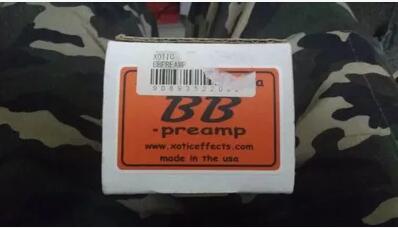 XOTIC
BBPREAMP
BB
-preamp
www.xoticeffects.com
made in the usa